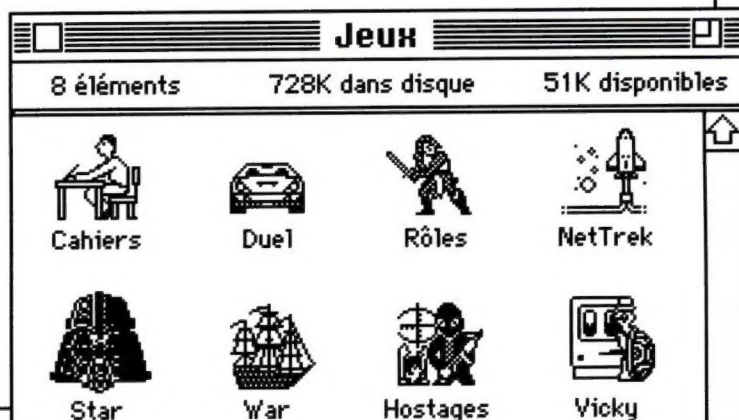 Jeux
8 éléments 728K dans disque 51K disponibles
Cahiers Duel Rôles NetTrek
Star War Hostages Vicky